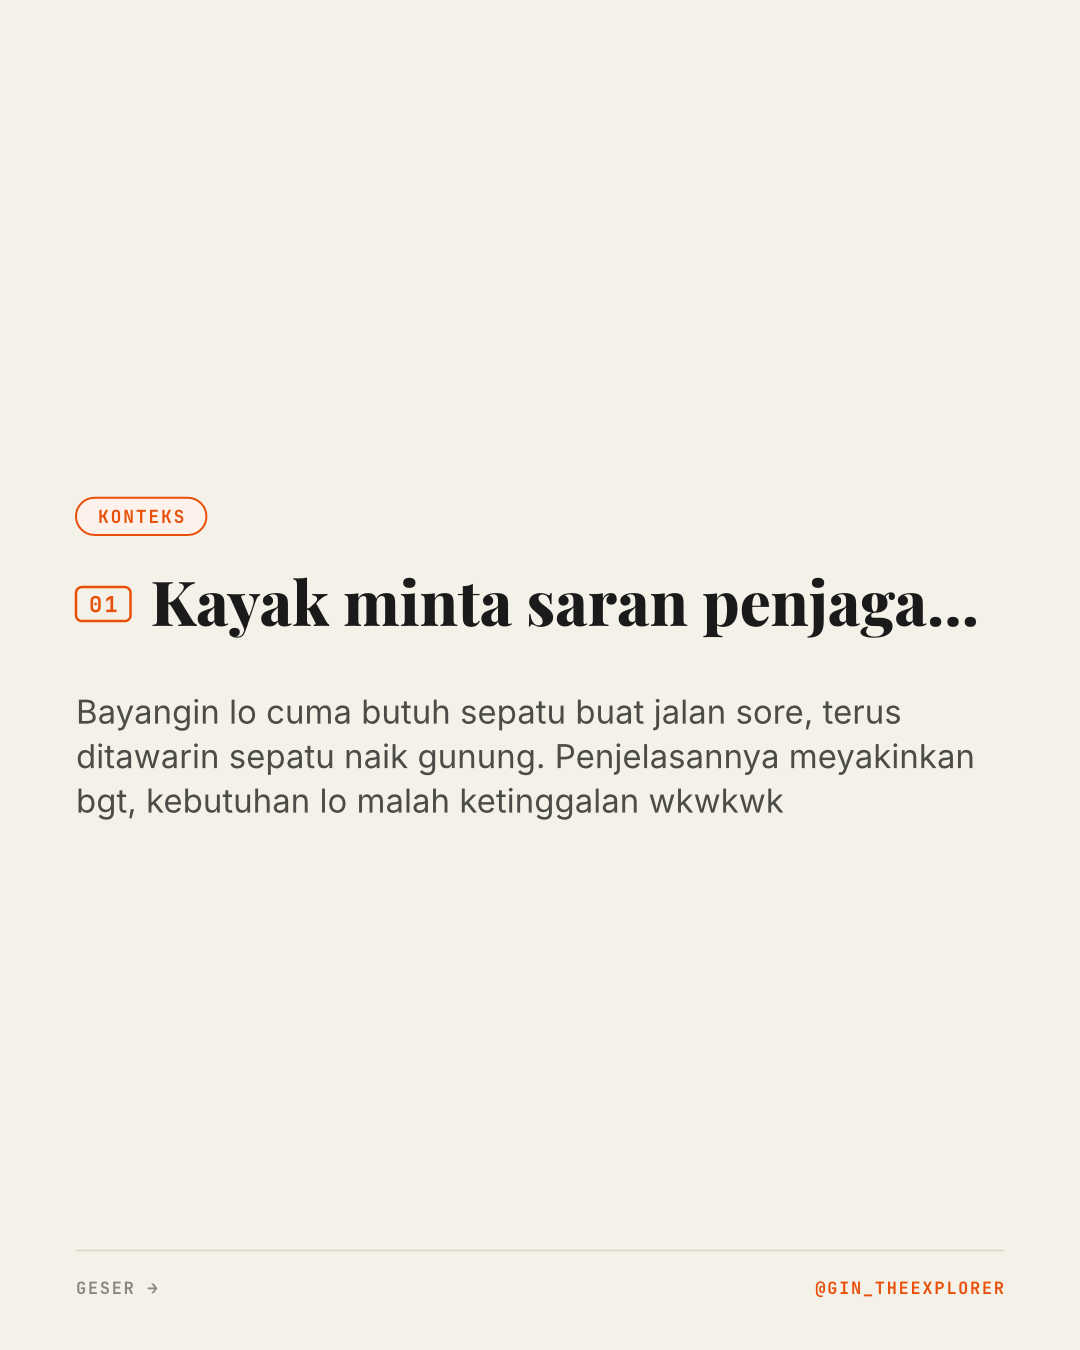 KONTEKS
01 Kayak minta saran penjaga...
Bayangin lo cuma butuh sepatu buat jalan sore, terus
ditawarin sepatu naik gunung. Penjelasannya meyakinkan
bgt, kebutuhan lo malah ketinggalan wkwkwk
GESER →
@GIN_THEEXPLORER